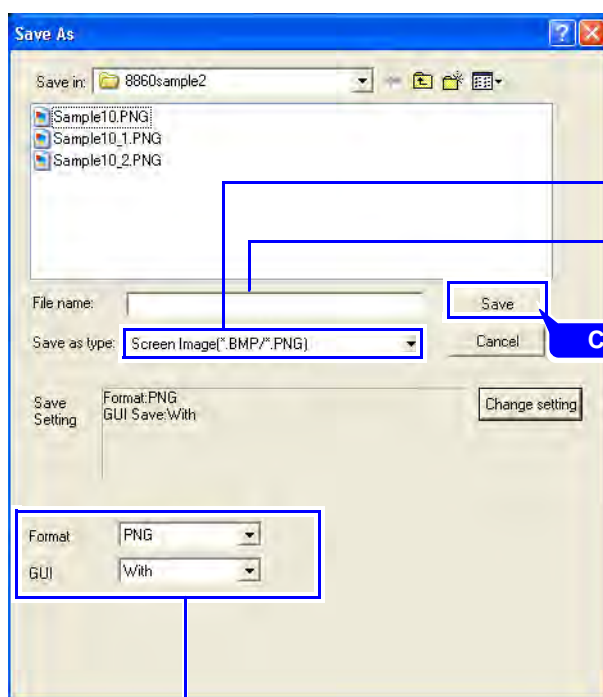 Save As
Save in: 8860sample2
Sample10.PNG
Sample10_1.PNG
Sample10_2.PNG
File name:
Save
Save as type: Screen Image(*.BMP/*.PNG)
Cancel
C
Save Setting
Format:PNG
GUI Save:With
Change setting
Format PNG
GUI With